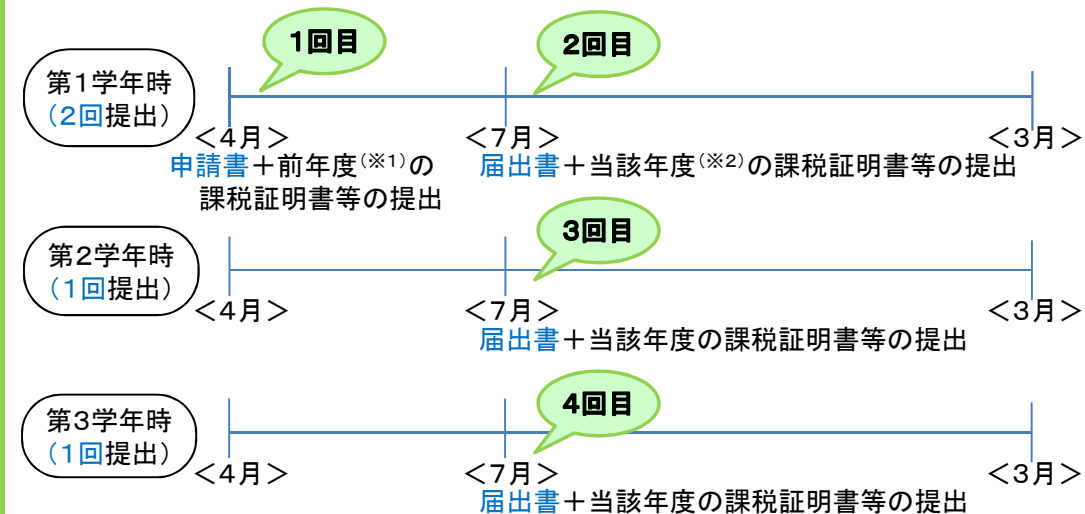 1回目
2回目
第1学年時
（2回提出）
＜4月＞
＜7月＞
＜3月＞
申請書＋前年度(※1)の
課税証明書等の提出
届出書＋当該年度(※2)の課税証明書等の提出
3回目
第2学年時
（1回提出）
＜4月＞
＜7月＞
＜3月＞
届出書＋当該年度の課税証明書等の提出
4回目
第3学年時
（1回提出）
＜4月＞
＜7月＞
＜3月＞
届出書＋当該年度の課税証明書等の提出